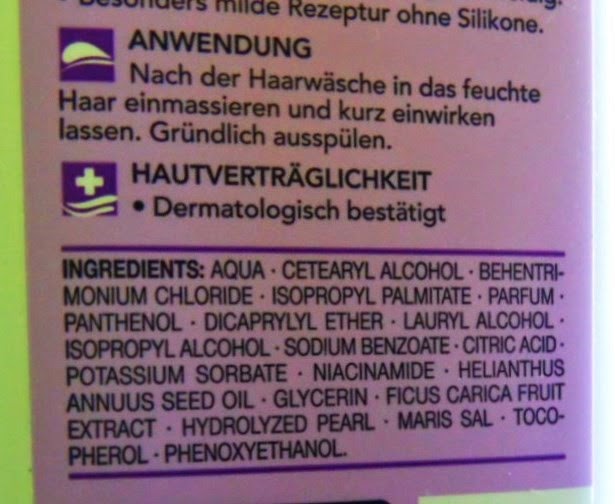 • Besonders milde Rezeptur ohne Silikone.
ANWENDUNG
Nach der Haarwäsche in das feuchte
Haar einmassieren und kurz einwirken
lassen. Gründlich ausspülen.
HAUTVERTRÄGLICHKEIT
• Dermatologisch bestätigt
INGREDIENTS: AQUA · CETEARYL ALCOHOL · BEHENTRI-
MONIUM CHLORIDE · ISOPROPYL PALMITATE · PARFUM ·
PANTHENOL · DICAPRYLYL ETHER · LAURYL ALCOHOL ·
ISOPROPYL ALCOHOL · SODIUM BENZOATE · CITRIC ACID ·
POTASSIUM SORBATE · NIACINAMIDE · HELIANTHUS
ANNUUS SEED OIL · GLYCERIN · FICUS CARICA FRUIT
EXTRACT · HYDROLYZED PEARL · MARIS SAL · TOCO-
PHEROL · PHENOXYETHANOL.